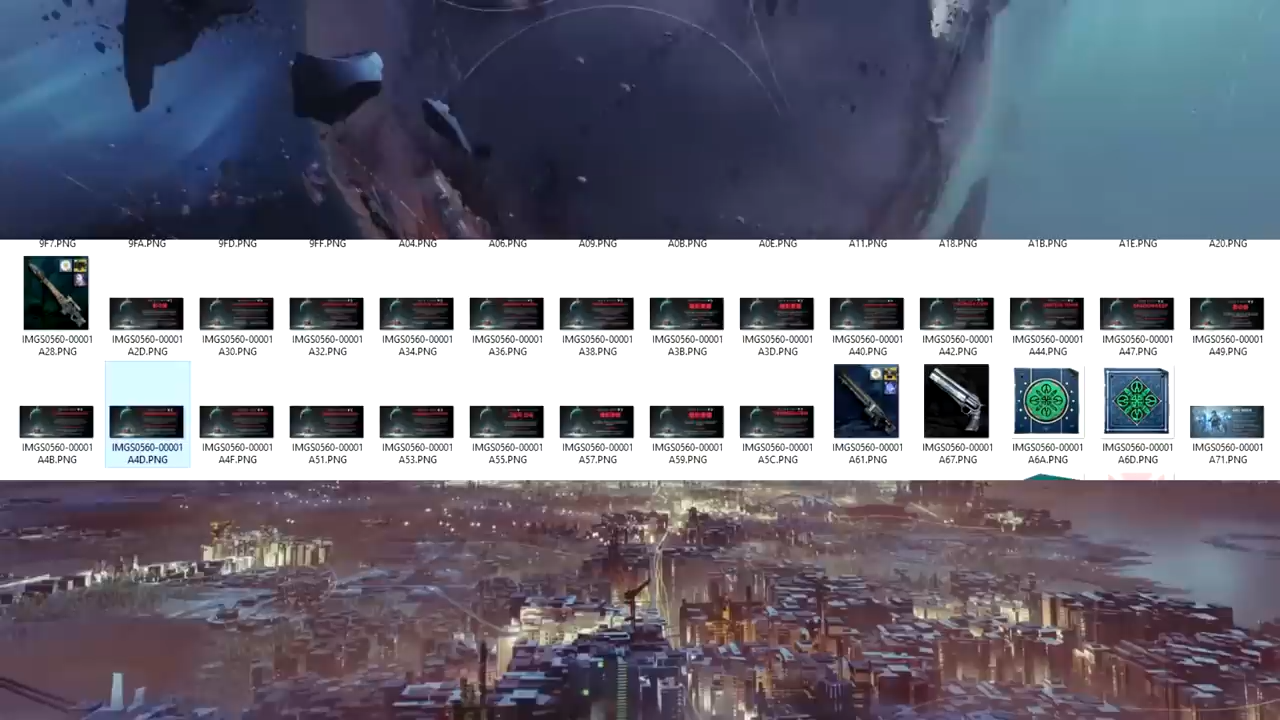 9F7.PNG 9FA.PNG 9FD.PNG 9FF.PNG A04.PNG A06.PNG A09.PNG A0B.PNG A0E.PNG A11.PNG A18.PNG A1B.PNG A1E.PNG A20.PNG
IMGS0560-00001 IMGS0560-00001 IMGS0560-00001 IMGS0560-00001 IMGS0560-00001 IMGS0560-00001 IMGS0560-00001 IMGS0560-00001 IMGS0560-00001 IMGS0560-00001 IMGS0560-00001 IMGS0560-00001 IMGS0560-00001 IMGS0560-00001
A28.PNG A2D.PNG A30.PNG A32.PNG A34.PNG A36.PNG A38.PNG A3B.PNG A3D.PNG A40.PNG A42.PNG A44.PNG A47.PNG A49.PNG
IMGS0560-00001 IMGS0560-00001 IMGS0560-00001 IMGS0560-00001 IMGS0560-00001 IMGS0560-00001 IMGS0560-00001 IMGS0560-00001 IMGS0560-00001 IMGS0560-00001 IMGS0560-00001 IMGS0560-00001 IMGS0560-00001 IMGS0560-00001
A4B.PNG A4D.PNG A4F.PNG A51.PNG A53.PNG A55.PNG A57.PNG A59.PNG A5C.PNG A61.PNG A67.PNG A6A.PNG A6D.PNG A71.PNG